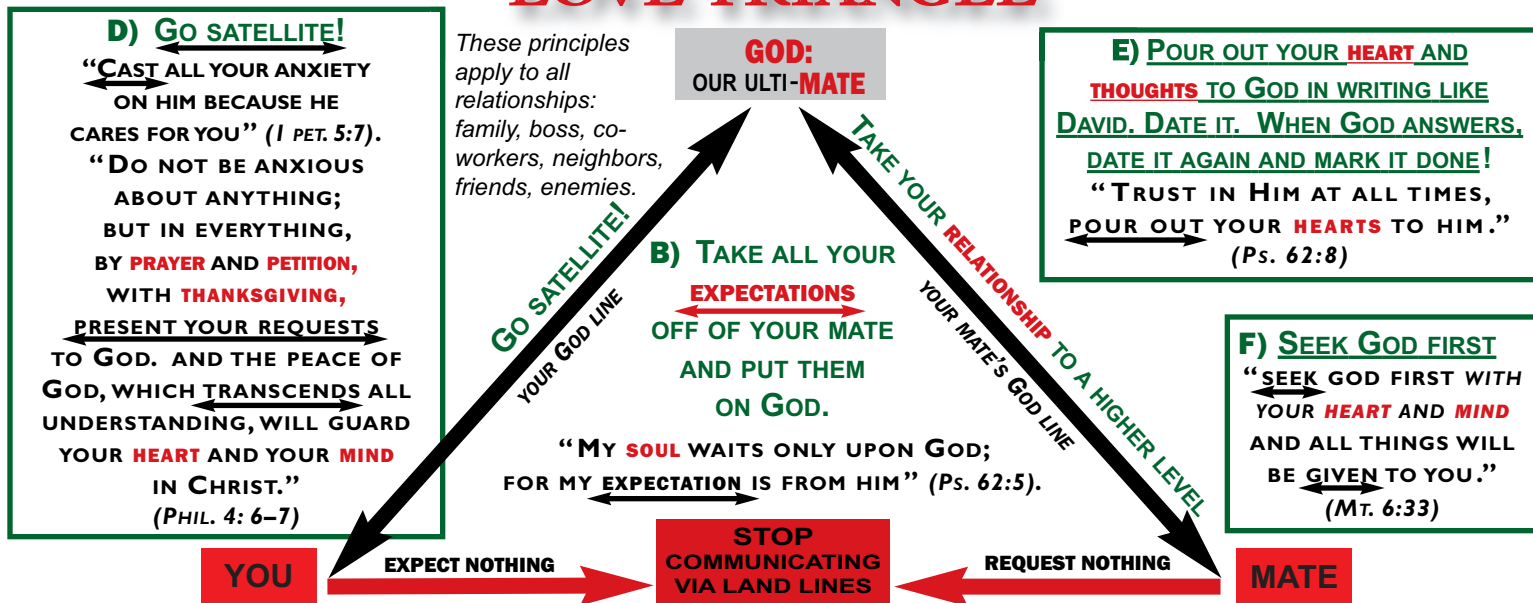 LOVE TRIANGLE
D) GO SATELLITE!
“CAST ALL YOUR ANXIETY
ON HIM BECAUSE HE
CARES FOR YOU” (1 PET. 5:7).
“DO NOT BE ANXIOUS
ABOUT ANYTHING;
BUT IN EVERYTHING,
BY PRAYER AND PETITION,
WITH THANKSGIVING,
PRESENT YOUR REQUESTS
TO GOD. AND THE PEACE OF
GOD, WHICH TRANSCENDS ALL
UNDERSTANDING, WILL GUARD
YOUR HEART AND YOUR MIND
IN CHRIST.”
(PHIL. 4: 6–7)
These principles
apply to all
relationships:
family, boss, co-
workers, neighbors,
friends, enemies.
GOD:
OUR ULTI-MATE
GO SATELLITE!
YOUR GOD LINE
B) TAKE ALL YOUR
EXPECTATIONS
OFF OF YOUR MATE
AND PUT THEM
ON GOD.
“MY SOUL WAITS ONLY UPON GOD;
FOR MY EXPECTATION IS FROM HIM” (PS. 62:5).
TAKE YOUR RELATIONSHIP TO A HIGHER LEVEL
YOUR MATE’S GOD LINE
E) POUR OUT YOUR HEART AND
THOUGHTS TO GOD IN WRITING LIKE
DAVID. DATE IT. WHEN GOD ANSWERS,
DATE IT AGAIN AND MARK IT DONE!
“TRUST IN HIM AT ALL TIMES,
POUR OUT YOUR HEARTS TO HIM.”
(PS. 62:8)
F) SEEK GOD FIRST
“SEEK GOD FIRST WITH
YOUR HEART AND MIND
AND ALL THINGS WILL
BE GIVEN TO YOU.”
(MT. 6:33)
YOU
EXPECT NOTHING
STOP
COMMUNICATING
VIA LAND LINES
REQUEST NOTHING
MATE